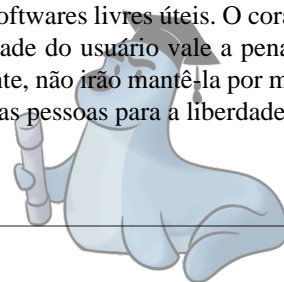 softwares livres úteis. O cora
ade do usuário vale a pena
nte, não irão mantê-la por m
as pessoas para a liberdade